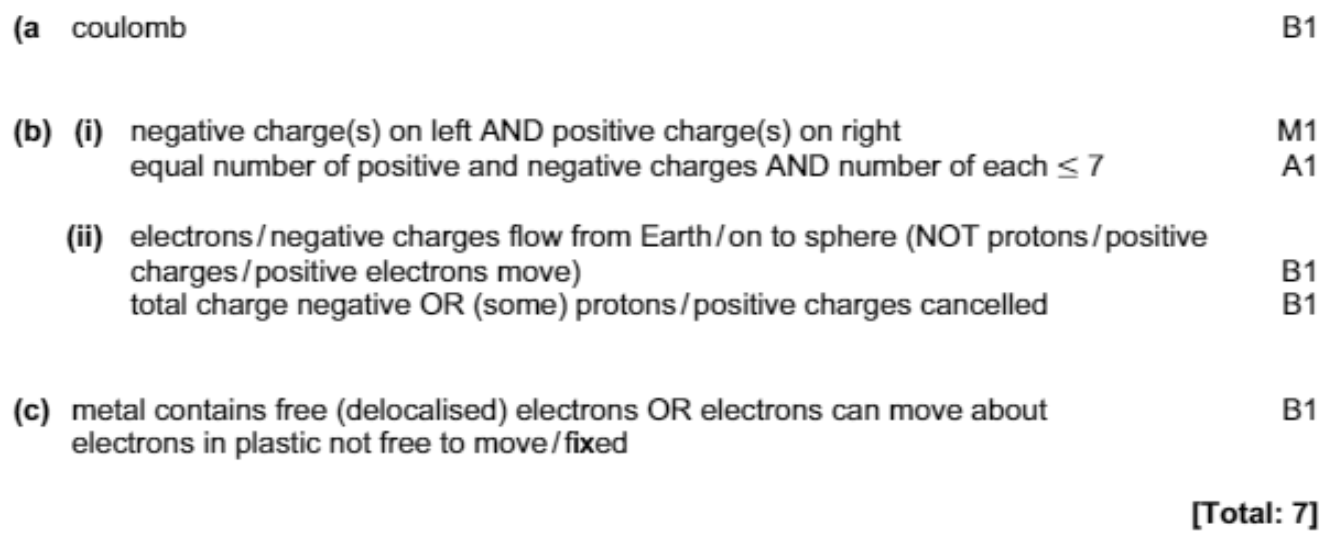 (a coulomb B1
(b) (i) negative charge(s) on left AND positive charge(s) on right M1
equal number of positive and negative charges AND number of each ≤ 7 A1
(ii) electrons/negative charges flow from Earth/on to sphere (NOT protons/positive
charges/positive electrons move) B1
total charge negative OR (some) protons/positive charges cancelled B1
(c) metal contains free (delocalised) electrons OR electrons can move about B1
electrons in plastic not free to move/fixed
[Total: 7]